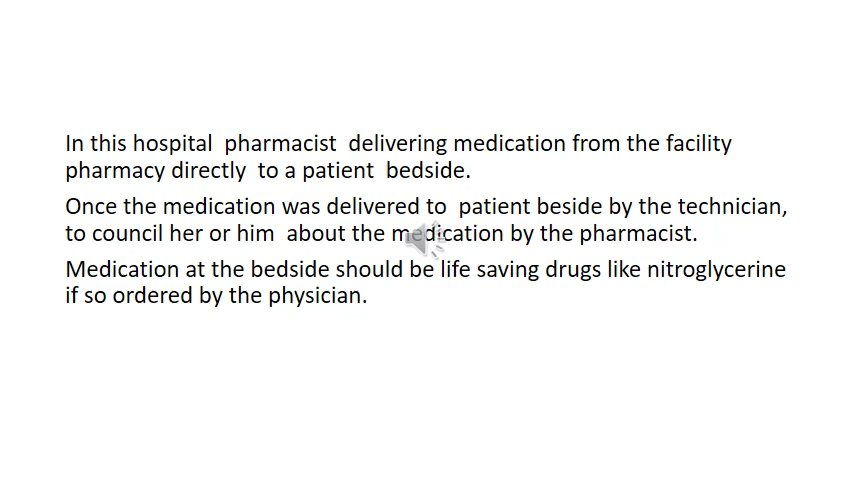 In this hospital  pharmacist  delivering medication from the facility
pharmacy directly  to a patient  bedside.
Once the medication was delivered to  patient beside by the technician,
to council her or him  about the medication by the pharmacist.
Medication at the bedside should be life saving drugs like nitroglycerine
if so ordered by the physician.